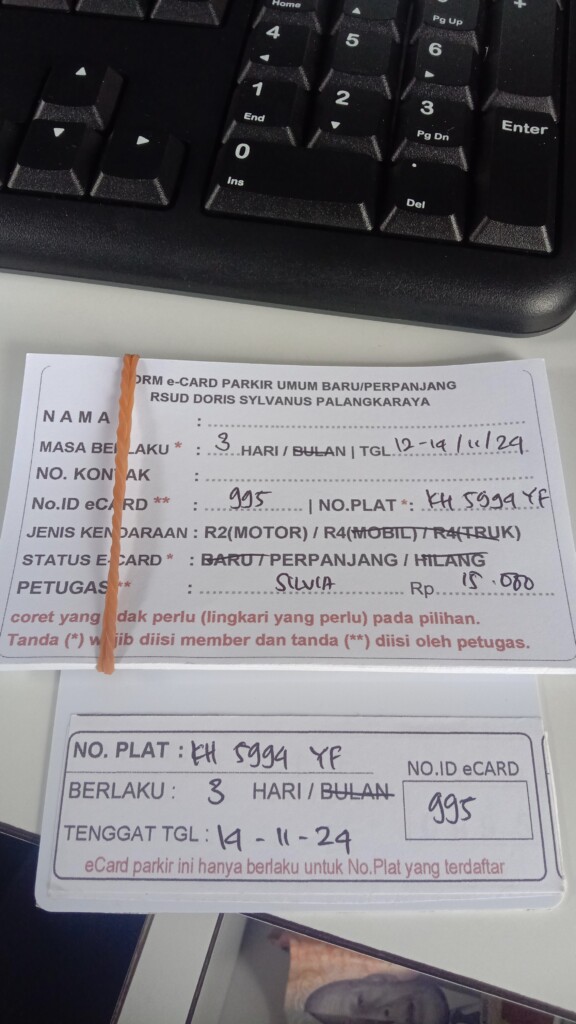 Home
Pg Up
+
4
5
6
1
End
2
3
Pg Dn
Enter
0
Ins
.
Del
ORM e-CARD PARKIR UMUM BARU/PERPANJANG
RSUD DORIS SYLVANUS PALANGKARAYA
NAMA :
MASA BERLAKU * : 3 HARI / BULAN | TGL 12-14/11/24
NO. KONTAK :
No.ID eCARD ** : 995 | NO.PLAT *: KH 5994 YF
JENIS KENDARAAN : R2(MOTOR) / R4(MOBIL) / R4(TRUK)
STATUS E-CARD * : BARU / PERPANJANG / HILANG
PETUGAS ** : SILVIA Rp 15.000
coret yang tidak perlu (lingkari yang perlu) pada pilihan.
Tanda (*) wajib diisi member dan tanda (**) diisi oleh petugas.
NO. PLAT : KH 5994 YF
NO.ID eCARD
BERLAKU : 3 HARI / BULAN
995
TENGGAT TGL : 14-11-24
eCard parkir ini hanya berlaku untuk No.Plat yang terdaftar